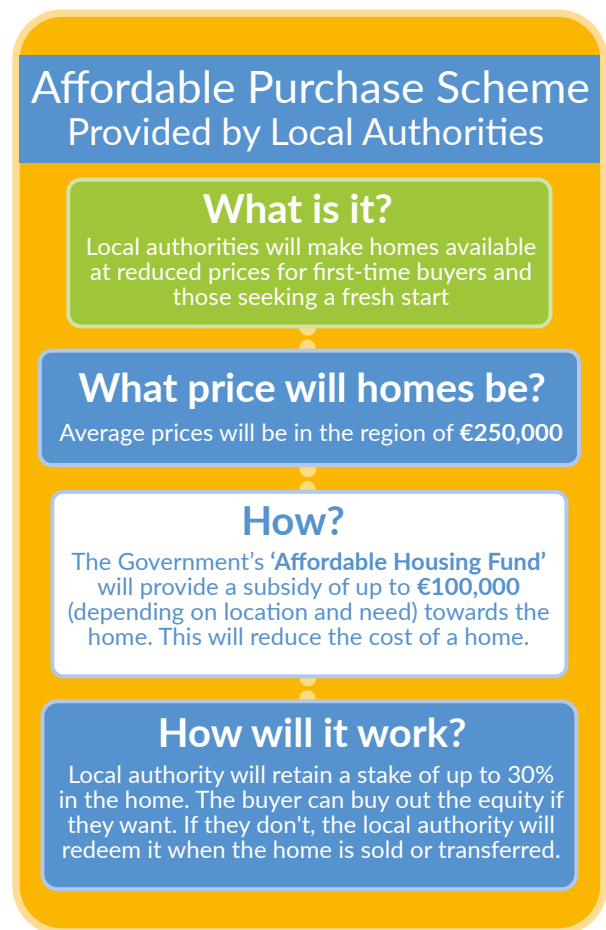 Affordable Purchase Scheme
Provided by Local Authorities
What is it?
Local authorities will make homes available
at reduced prices for first-time buyers and
those seeking a fresh start
What price will homes be?
Average prices will be in the region of €250,000
How?
The Government's ‘Affordable Housing Fund’
will provide a subsidy of up to €100,000
(depending on location and need) towards the
home. This will reduce the cost of a home.
How will it work?
Local authority will retain a stake of up to 30%
in the home. The buyer can buy out the equity if
they want. If they don't, the local authority will
redeem it when the home is sold or transferred.